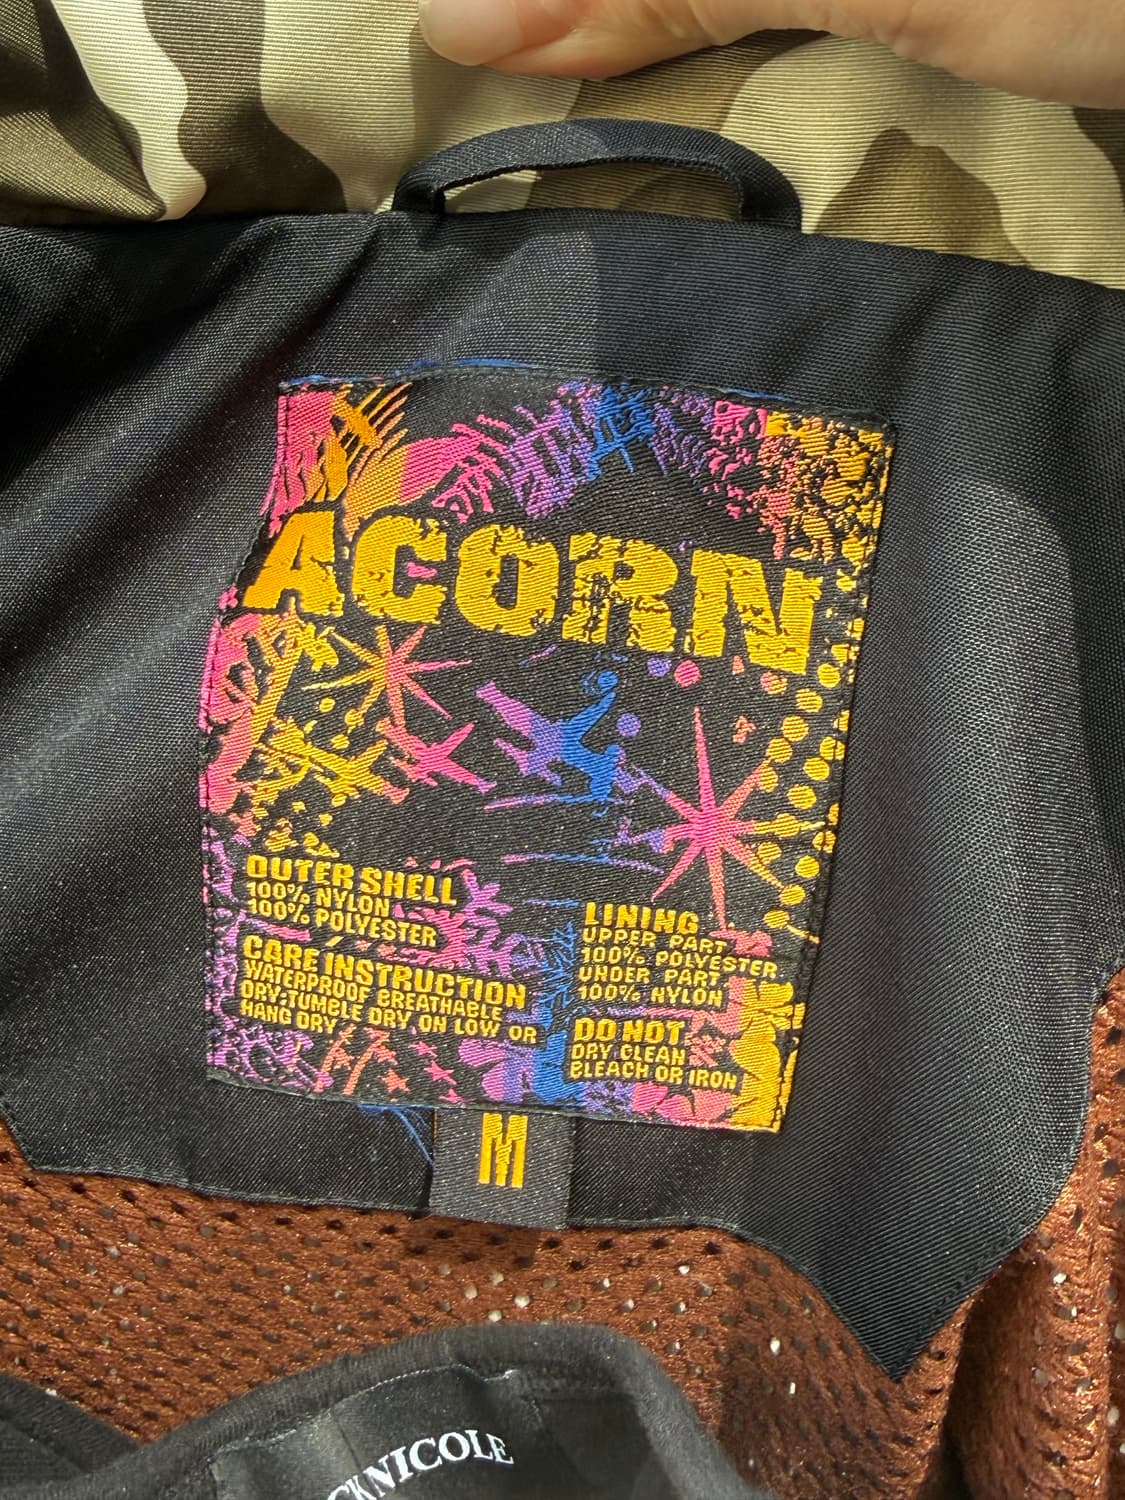 ACORN
OUTER SHELL
100% NYLON
100% POLYESTER
CARE INSTRUCTION
WATERPROOF BREATHABLE
DRY:TUMBLE DRY ON LOW OR
HANG DRY
LINING
UPPER PART
100% POLYESTER
UNDER PART
100% NYLON
DO NOT
DRY CLEAN
BLEACH OR IRON
M
CKNICOLE